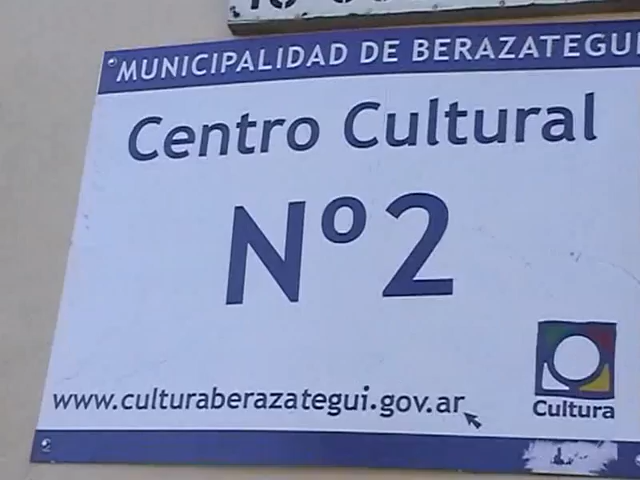 MUNICIPALIDAD DE BERAZATEGUI
Centro Cultural
Nº2
www.culturaberazategui.gov.ar
Cultura